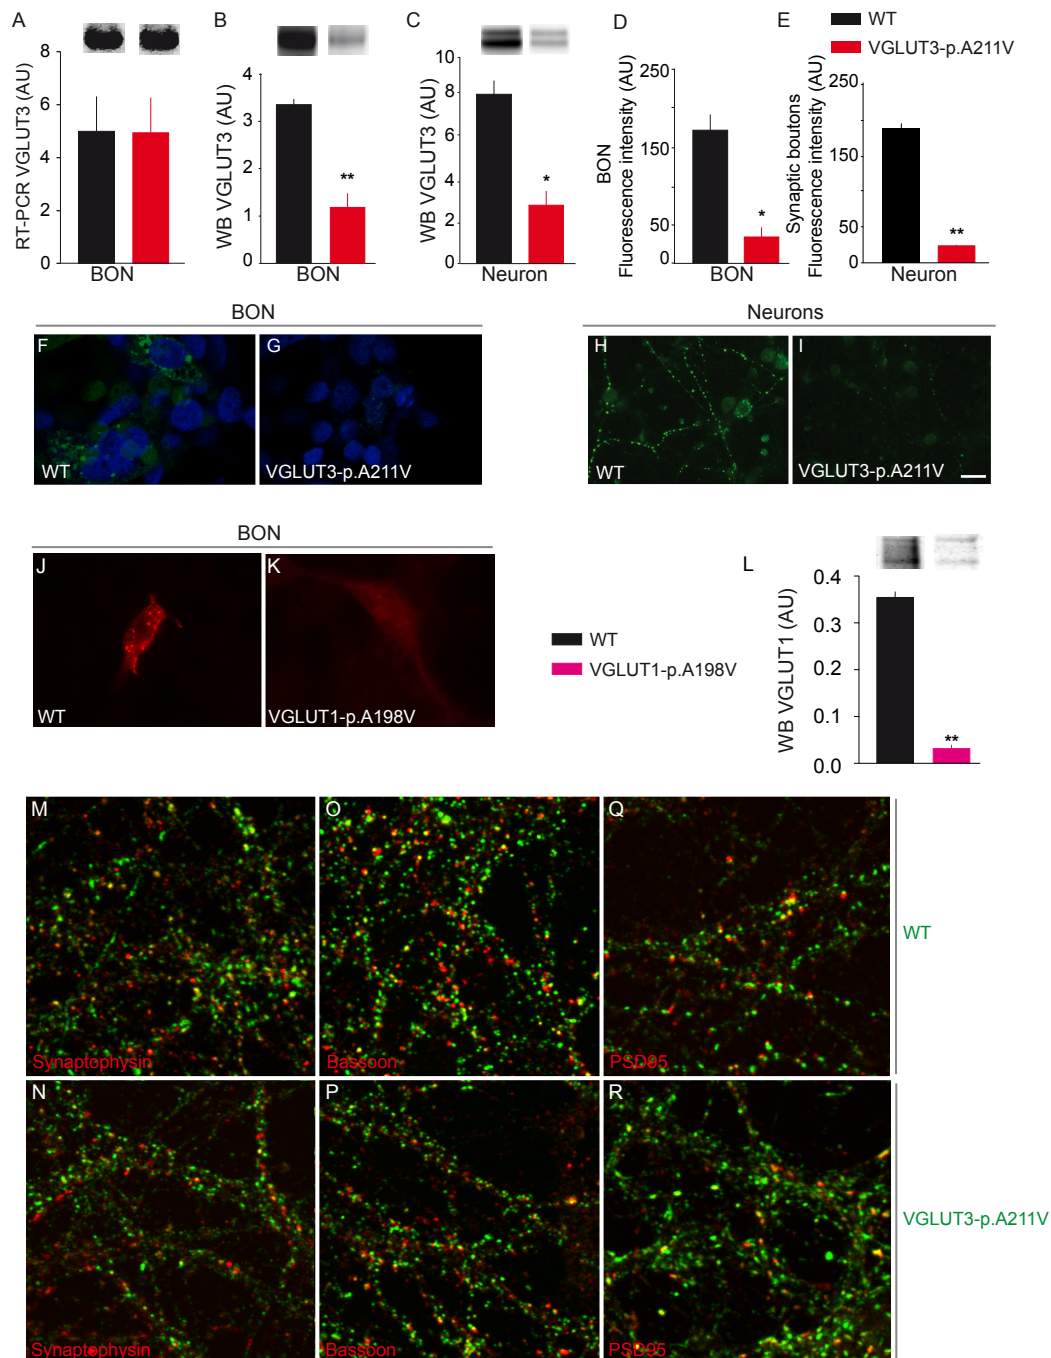 A
B
C
D
E
WT
VGLUT3-p.A211V
RT-PCR VGLUT3 (AU)
8
6
4
2
0
BON
WB VGLUT3 (AU)
4
3
2
1
0
**
BON
WB VGLUT3 (AU)
10
8
6
4
2
0
*
Neuron
BON
Fluorescence intensity (AU)
250
150
50
0
*
BON
Synaptic boutons
Fluorescence intensity (AU)
250
150
50
0
**
Neuron
BON
Neurons
F
WT
G
VGLUT3-p.A211V
H
WT
I
VGLUT3-p.A211V
BON
J
WT
K
VGLUT1-p.A198V
WT
VGLUT1-p.A198V
L
WB VGLUT1 (AU)
0.4
0.3
0.2
0.1
0.0
**
M
Synaptophysin
O
Bassoon
Q
PSD95
WT
N
Synaptophysin
P
Bassoon
R
PSD95
VGLUT3-p.A211V